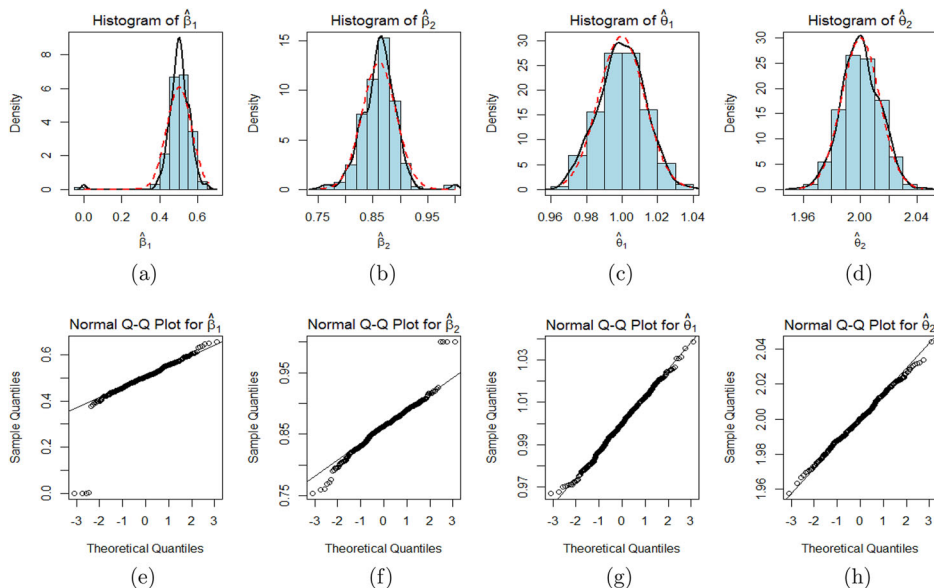 Histogram of β̂₁
Histogram of β̂₂
Histogram of θ̂₁
Histogram of θ̂₂
Density
0 2 4 6 8
0.0 0.2 0.4 0.6
β̂₁
Density
0 5 10 15
0.75 0.85 0.95
β̂₂
Density
0 5 10 15 20 25 30
0.96 0.98 1.00 1.02 1.04
θ̂₁
Density
0 5 10 15 20 25 30
1.96 2.00 2.04
θ̂₂
(a)
(b)
(c)
(d)
Normal Q-Q Plot for β̂₁
Normal Q-Q Plot for β̂₂
Normal Q-Q Plot for θ̂₁
Normal Q-Q Plot for θ̂₂
Sample Quantiles
0.0 0.2 0.4 0.6
-3 -2 -1 0 1 2 3
Theoretical Quantiles
Sample Quantiles
0.75 0.85 0.95
-3 -2 -1 0 1 2 3
Theoretical Quantiles
Sample Quantiles
0.97 0.99 1.01 1.03
-3 -2 -1 0 1 2 3
Theoretical Quantiles
Sample Quantiles
1.96 1.98 2.00 2.02 2.04
-3 -2 -1 0 1 2 3
Theoretical Quantiles
(e)
(f)
(g)
(h)